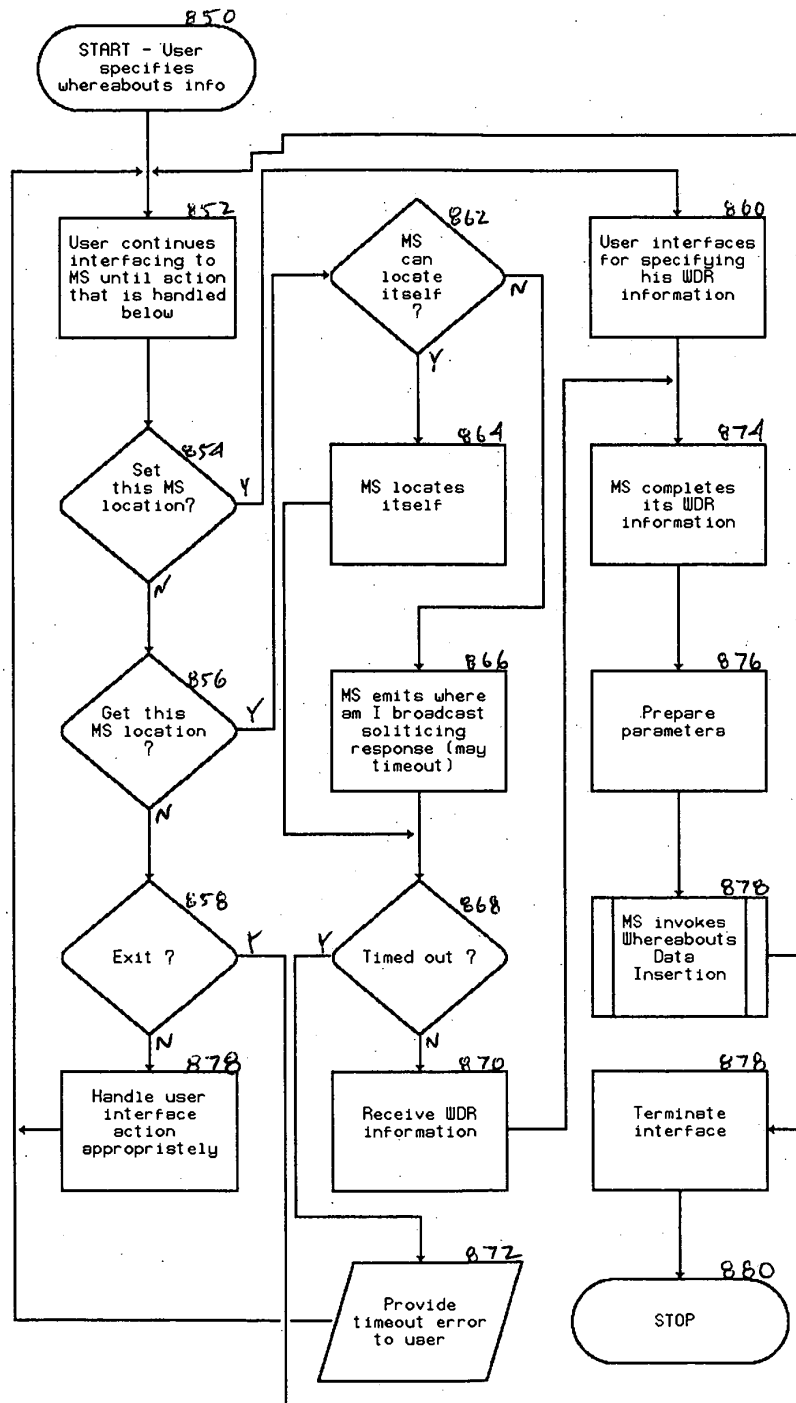 850
START - User
specifies
whereabouts info
852
User continues
interfacing to
MS until action
that is handled
below
854
Set
this MS
location?
Y
N
856
Get this
MS location
?
Y
N
858
Exit ?
Y
N
878
Handle user
interface
action
appropristely
862
MS
can
locate
itself
?
N
Y
864
MS locates
itself
866
MS emits where
am I broadcast
soliticing
response (may
timeout)
868
Timed out ?
Y
N
870
Receive WDR
information
872
Provide
timeout error
to user
860
User interfaces
for specifying
his WDR
information
874
MS completes
its WDR
information
876
Prepare
parameters
878
MS invokes
Whereabouts
Data
Insertion
878
Terminate
interface
880
STOP